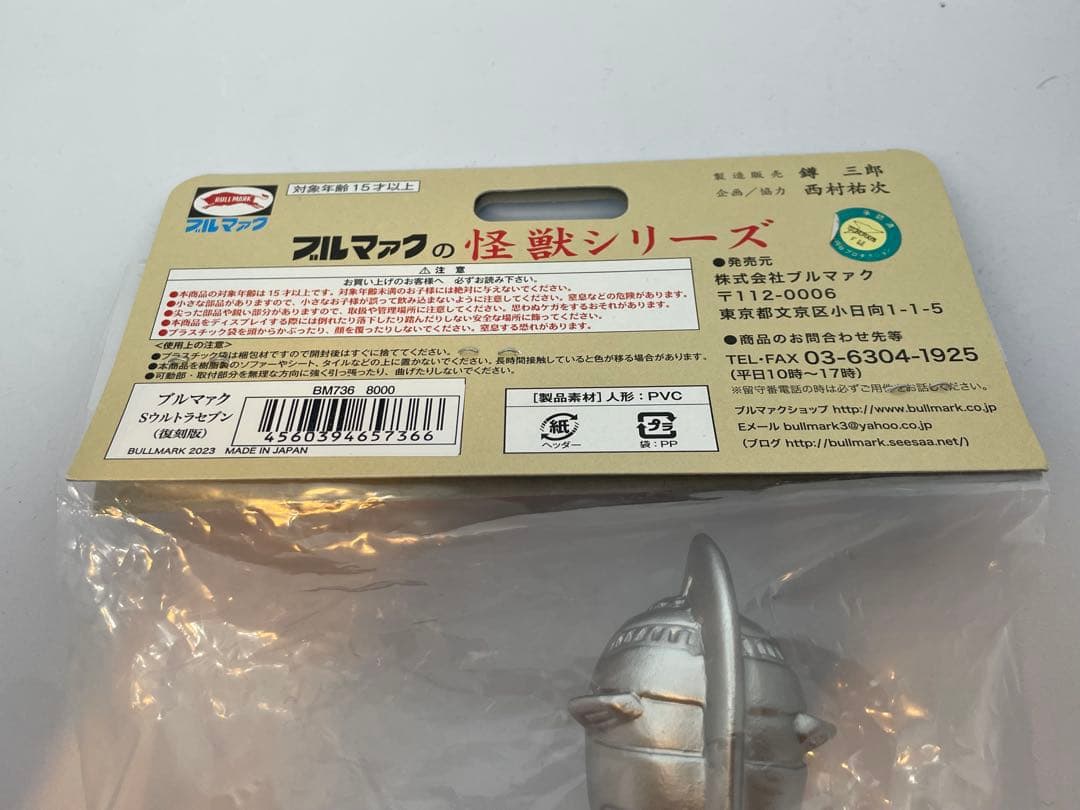 BULLMARK
ブルマァク
対象年齢15才以上
製造販売 鐏 三郎
企画/協力 西村祐次
ブルマァクの怪獣シリーズ
⚠ 注 意
お買い上げのお客様へ 必ずお読み下さい。
●本商品の対象年齢は15才以上です。対象年齢未満のお子様には絶対に与えないでください。
●小さな部品がありますので、小さなお子様が誤って飲み込まないように注意してください。窒息などの危険があります。
●尖った部品や鋭い部分がありますので、取扱や管理場所に注意してください。思わぬケガをするおそれがあります。
●本商品をディスプレイする際には倒れたり落下したり踏んだりしない安全な場所に飾ってください。
●プラスチック袋を頭からかぶったり、顔を覆ったりしないでください。窒息する恐れがあります。
<使用上の注意>
●プラスチック袋は梱包材ですので開封後はすぐに捨ててください。
●本商品を樹脂製のソファーやシート、タイルなどの上に置かないでください。長時間接触していると色が移る場合があります。
●可動部・取付部分を無理な方向に強く引っ張ったり、曲げたりしないでください。
ブルマァク
Sウルトラセブン
(復刻版)
BM736 8000
4560394657366
BULLMARK 2023 MADE IN JAPAN
[製品素材]人形:PVC
紙
ヘッダー
プラ
袋:PP
●発売元
株式会社ブルマァク
〒112-0006
東京都文京区小日向1-1-5
●商品のお問合わせ先等
TEL・FAX 03-6304-1925
(平日10時〜17時)
※留守番電話の時は必ずご用件をお話しください。
ブルマァクショップ http://www.bullmark.co.jp
Eメール bullmark3@yahoo.co.jp
(ブログ http://bullmark.seesaa.net/)